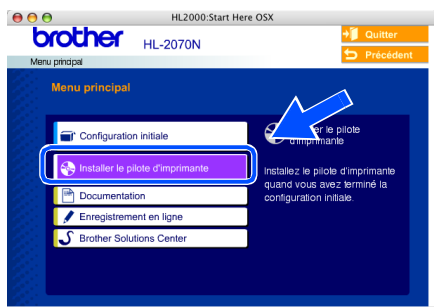 HL2000:Start Here OSX
brother HL-2070N
Quitter
Précédent
Menu principal
Menu principal
Configuration initiale
Installer le pilote d'imprimante
Documentation
Enregistrement en ligne
Brother Solutions Center
er le pilote
d'imprimante
Installez le pilote d'imprimante
quand vous avez terminé la
configuration initiale.